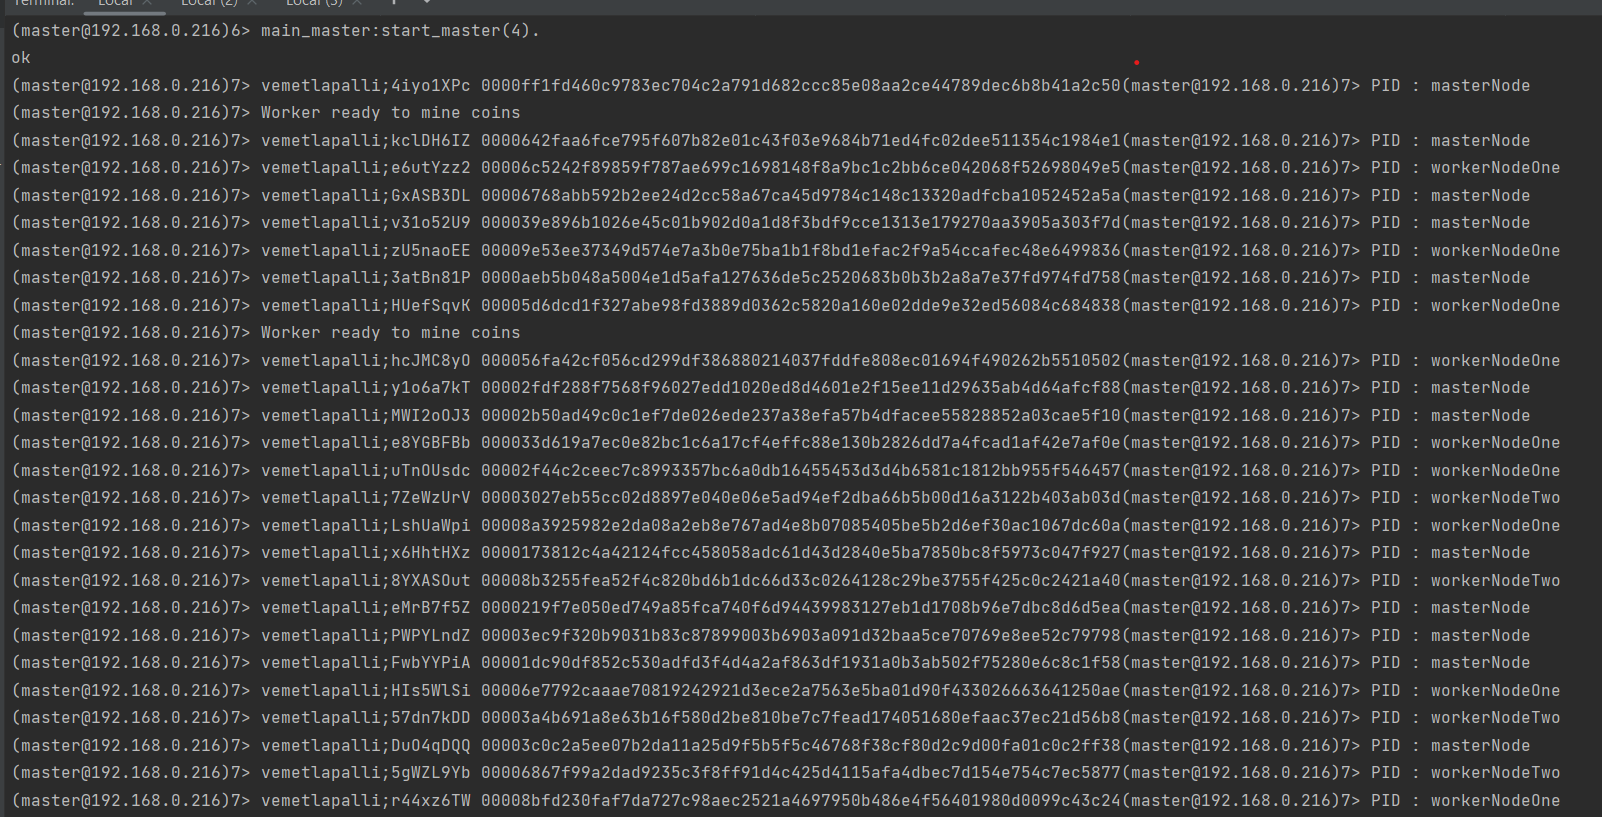 Terminal: Local × Local (2) × Local (3) × +
(master@192.168.0.216)6> main_master:start_master(4).
ok
(master@192.168.0.216)7> vemetlapalli;4iyo1XPc 0000ff1fd460c9783ec704c2a791d682ccc85e08aa2ce44789dec6b8b41a2c50(master@192.168.0.216)7> PID : masterNode
(master@192.168.0.216)7> Worker ready to mine coins
(master@192.168.0.216)7> vemetlapalli;kclDH6IZ 0000642faa6fce795f607b82e01c43f03e9684b71ed4fc02dee511354c1984e1(master@192.168.0.216)7> PID : masterNode
(master@192.168.0.216)7> vemetlapalli;e6utYzz2 00006c5242f89859f787ae699c1698148f8a9bc1c2bb6ce042068f52698049e5(master@192.168.0.216)7> PID : workerNodeOne
(master@192.168.0.216)7> vemetlapalli;GxASB3DL 00006768abb592b2ee24d2cc58a67ca45d9784c148c13320adfcba1052452a5a(master@192.168.0.216)7> PID : masterNode
(master@192.168.0.216)7> vemetlapalli;v31o52U9 000039e896b1026e45c01b902d0a1d8f3bdf9cce1313e179270aa3905a303f7d(master@192.168.0.216)7> PID : masterNode
(master@192.168.0.216)7> vemetlapalli;zU5naoEE 00009e53ee37349d574e7a3b0e75ba1b1f8bd1efac2f9a54ccafec48e6499836(master@192.168.0.216)7> PID : workerNodeOne
(master@192.168.0.216)7> vemetlapalli;3atBn81P 0000aeb5b048a5004e1d5afa127636de5c2520683b0b3b2a8a7e37fd974fd758(master@192.168.0.216)7> PID : masterNode
(master@192.168.0.216)7> vemetlapalli;HUefSqvK 00005d6dcd1f327abe98fd3889d0362c5820a160e02dde9e32ed56084c684838(master@192.168.0.216)7> PID : workerNodeOne
(master@192.168.0.216)7> Worker ready to mine coins
(master@192.168.0.216)7> vemetlapalli;hcJMC8yO 000056fa42cf056cd299df386880214037fddfe808ec01694f490262b5510502(master@192.168.0.216)7> PID : workerNodeOne
(master@192.168.0.216)7> vemetlapalli;y1o6a7kT 00002fdf288f7568f96027edd1020ed8d4601e2f15ee11d29635ab4d64afcf88(master@192.168.0.216)7> PID : masterNode
(master@192.168.0.216)7> vemetlapalli;MWI2oOJ3 00002b50ad49c0c1ef7de026ede237a38efa57b4dfacee55828852a03cae5f10(master@192.168.0.216)7> PID : masterNode
(master@192.168.0.216)7> vemetlapalli;e8YGBFBb 000033d619a7ec0e82bc1c6a17cf4effc88e130b2826dd7a4fcad1af42e7af0e(master@192.168.0.216)7> PID : workerNodeOne
(master@192.168.0.216)7> vemetlapalli;uTnOUsdc 00002f44c2ceec7c8993357bc6a0db16455453d3d4b6581c1812bb955f546457(master@192.168.0.216)7> PID : workerNodeOne
(master@192.168.0.216)7> vemetlapalli;7ZeWzUrV 00003027eb55cc02d8897e040e06e5ad94ef2dba66b5b00d16a3122b403ab03d(master@192.168.0.216)7> PID : workerNodeTwo
(master@192.168.0.216)7> vemetlapalli;LshUaWpi 00008a3925982e2da08a2eb8e767ad4e8b07085405be5b2d6ef30ac1067dc60a(master@192.168.0.216)7> PID : workerNodeOne
(master@192.168.0.216)7> vemetlapalli;x6HhtHXz 0000173812c4a42124fcc458058adc61d43d2840e5ba7850bc8f5973c047f927(master@192.168.0.216)7> PID : masterNode
(master@192.168.0.216)7> vemetlapalli;8YXASOut 00008b3255fea52f4c820bd6b1dc66d33c0264128c29be3755f425c0c2421a40(master@192.168.0.216)7> PID : workerNodeTwo
(master@192.168.0.216)7> vemetlapalli;eMrB7f5Z 0000219f7e050ed749a85fca740f6d94439983127eb1d1708b96e7dbc8d6d5ea(master@192.168.0.216)7> PID : masterNode
(master@192.168.0.216)7> vemetlapalli;PWPYLndZ 00003ec9f320b9031b83c87899003b6903a091d32baa5ce70769e8ee52c79798(master@192.168.0.216)7> PID : masterNode
(master@192.168.0.216)7> vemetlapalli;FwbYYPiA 00001dc90df852c530adfd3f4d4a2af863df1931a0b3ab502f75280e6c8c1f58(master@192.168.0.216)7> PID : masterNode
(master@192.168.0.216)7> vemetlapalli;HIs5WlSi 00006e7792caaae70819242921d3ece2a7563e5ba01d90f433026663641250ae(master@192.168.0.216)7> PID : workerNodeOne
(master@192.168.0.216)7> vemetlapalli;57dn7kDD 00003a4b691a8e63b16f580d2be810be7c7fead174051680efaac37ec21d56b8(master@192.168.0.216)7> PID : workerNodeTwo
(master@192.168.0.216)7> vemetlapalli;DuO4qDQQ 00003c0c2a5ee07b2da11a25d9f5b5f5c46768f38cf80d2c9d00fa01c0c2ff38(master@192.168.0.216)7> PID : masterNode
(master@192.168.0.216)7> vemetlapalli;5gWZL9Yb 00006867f99a2dad9235c3f8ff91d4c425d4115afa4dbec7d154e754c7ec5877(master@192.168.0.216)7> PID : workerNodeTwo
(master@192.168.0.216)7> vemetlapalli;r44xz6TW 00008bfd230faf7da727c98aec2521a4697950b486e4f56401980d0099c43c24(master@192.168.0.216)7> PID : workerNodeOne